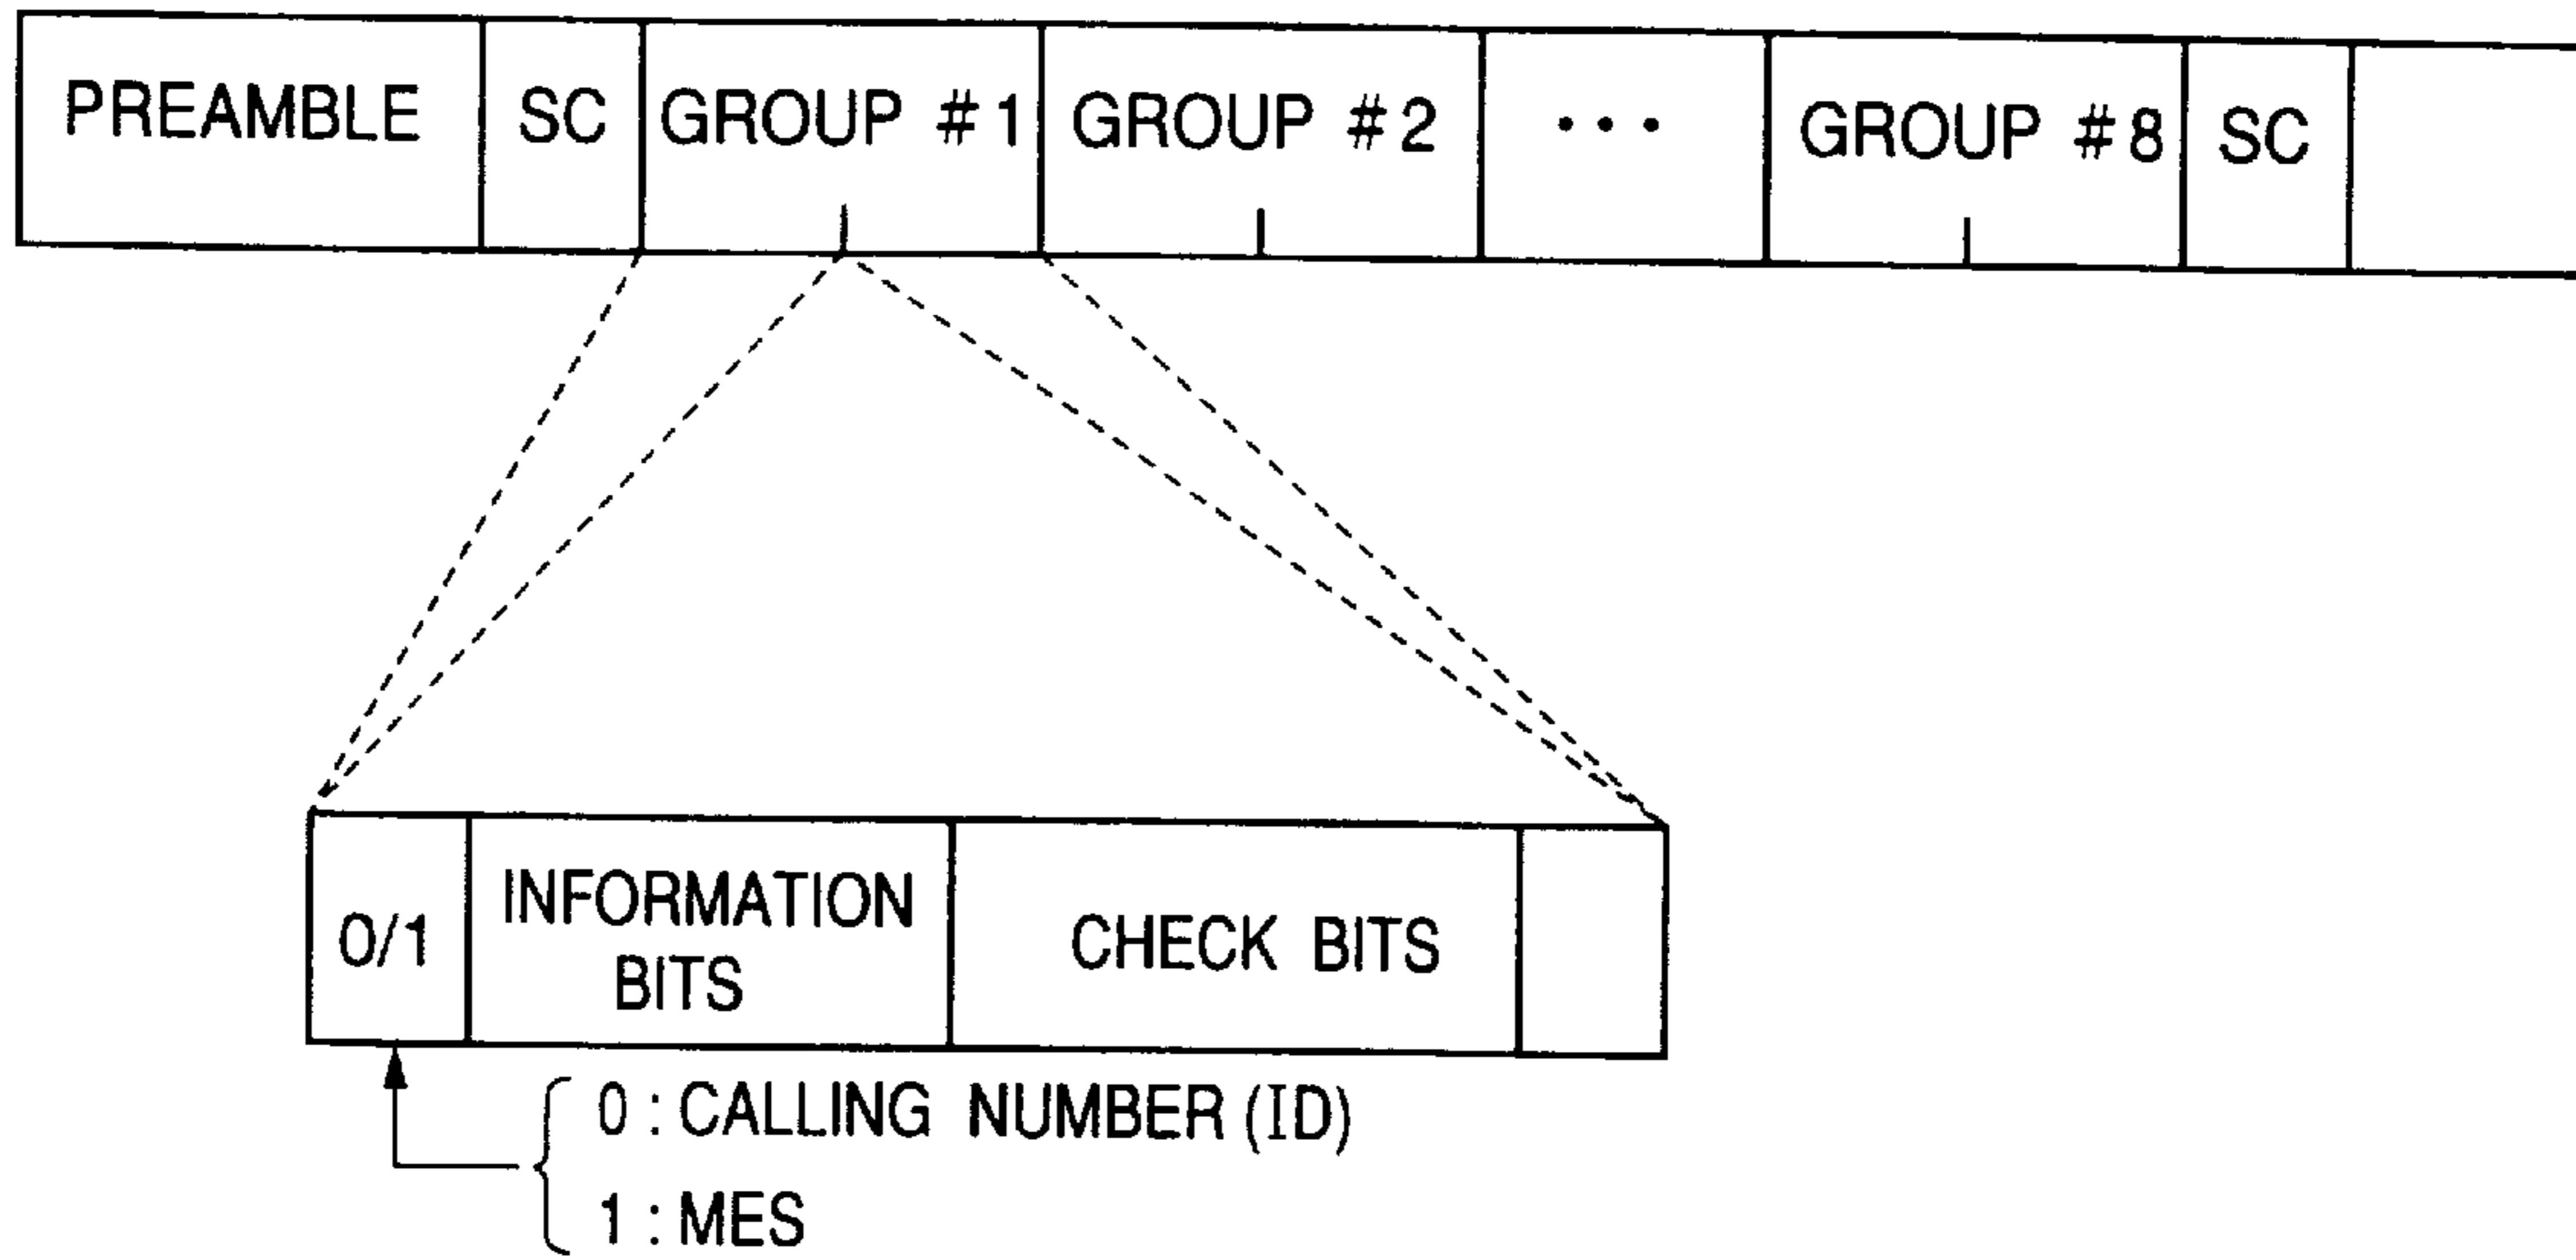 PREAMBLE SC GROUP #1 GROUP #2 ... GROUP #8 SC
0/1 INFORMATION BITS CHECK BITS
0 : CALLING NUMBER (ID)
1 : MES